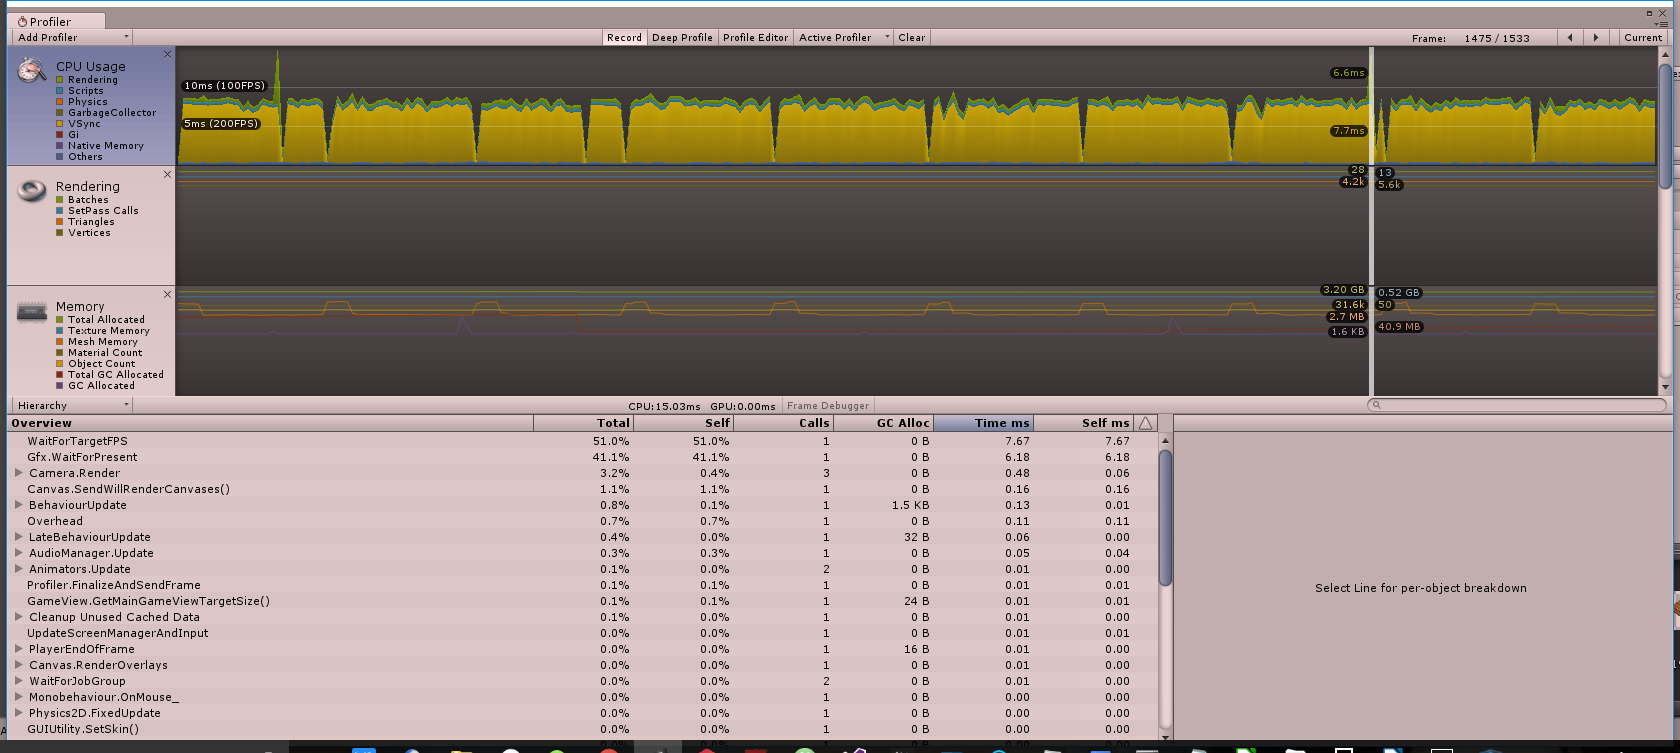 Profiler
Add Profiler Record Deep Profile Profile Editor Active Profiler Clear Frame: 1475 / 1533 Current
CPU Usage
Rendering
Scripts
Physics
GarbageCollector
VSync
Gi
Native Memory
Others
10ms (100FPS)
5ms (200FPS)
6.6ms
7.7ms
Rendering
Batches
SetPass Calls
Triangles
Vertices
28 13
4.2k 5.6k
Memory
Total Allocated
Texture Memory
Mesh Memory
Material Count
Object Count
Total GC Allocated
GC Allocated
3.20 GB 0.52 GB
31.6k 50
2.7 MB
1.6 KB 40.9 MB
Hierarchy CPU:15.03ms GPU:0.00ms Frame Debugger
Overview Total Self Calls GC Alloc Time ms Self ms
WaitForTargetFPS 51.0% 51.0% 1 0 B 7.67 7.67
Gfx.WaitForPresent 41.1% 41.1% 1 0 B 6.18 6.18
Camera.Render 3.2% 0.4% 3 0 B 0.48 0.06
Canvas.SendWillRenderCanvases() 1.1% 1.1% 1 0 B 0.16 0.16
BehaviourUpdate 0.8% 0.1% 1 1.5 KB 0.13 0.01
Overhead 0.7% 0.7% 1 0 B 0.11 0.11
LateBehaviourUpdate 0.4% 0.0% 1 32 B 0.06 0.00
AudioManager.Update 0.3% 0.3% 1 0 B 0.05 0.04
Animators.Update 0.1% 0.0% 2 0 B 0.01 0.00
Profiler.FinalizeAndSendFrame 0.1% 0.1% 1 0 B 0.01 0.01
GameView.GetMainGameViewTargetSize() 0.1% 0.1% 1 24 B 0.01 0.01
Cleanup Unused Cached Data 0.1% 0.0% 1 0 B 0.01 0.00
UpdateScreenManagerAndInput 0.0% 0.0% 1 0 B 0.01 0.01
PlayerEndOfFrame 0.0% 0.0% 1 16 B 0.01 0.00
Canvas.RenderOverlays 0.0% 0.0% 1 0 B 0.01 0.00
WaitForJobGroup 0.0% 0.0% 2 0 B 0.01 0.00
Monobehaviour.OnMouse_ 0.0% 0.0% 1 0 B 0.00 0.00
Physics2D.FixedUpdate 0.0% 0.0% 1 0 B 0.00 0.00
GUIUtility.SetSkin() 0.0% 0.0% 1 0 B 0.00 0.00
Select Line for per-object breakdown